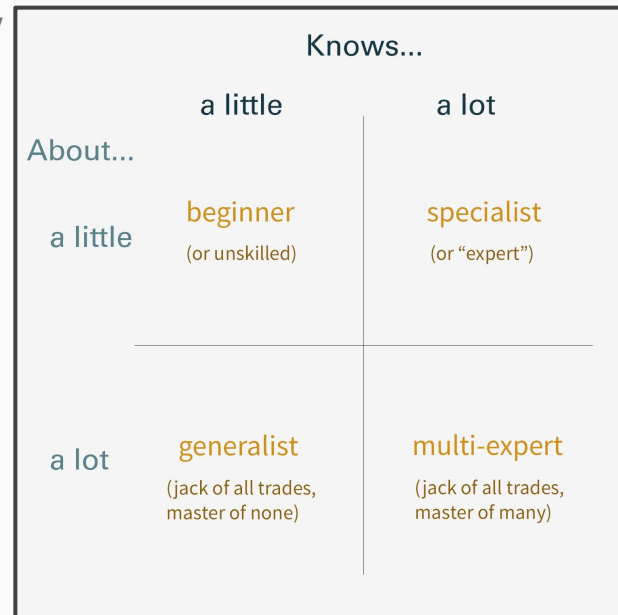 Knows...
a little
a lot
About...
a little
beginner
(or unskilled)
specialist
(or “expert”)
a lot
generalist
(jack of all trades,
master of none)
multi-expert
(jack of all trades,
master of many)